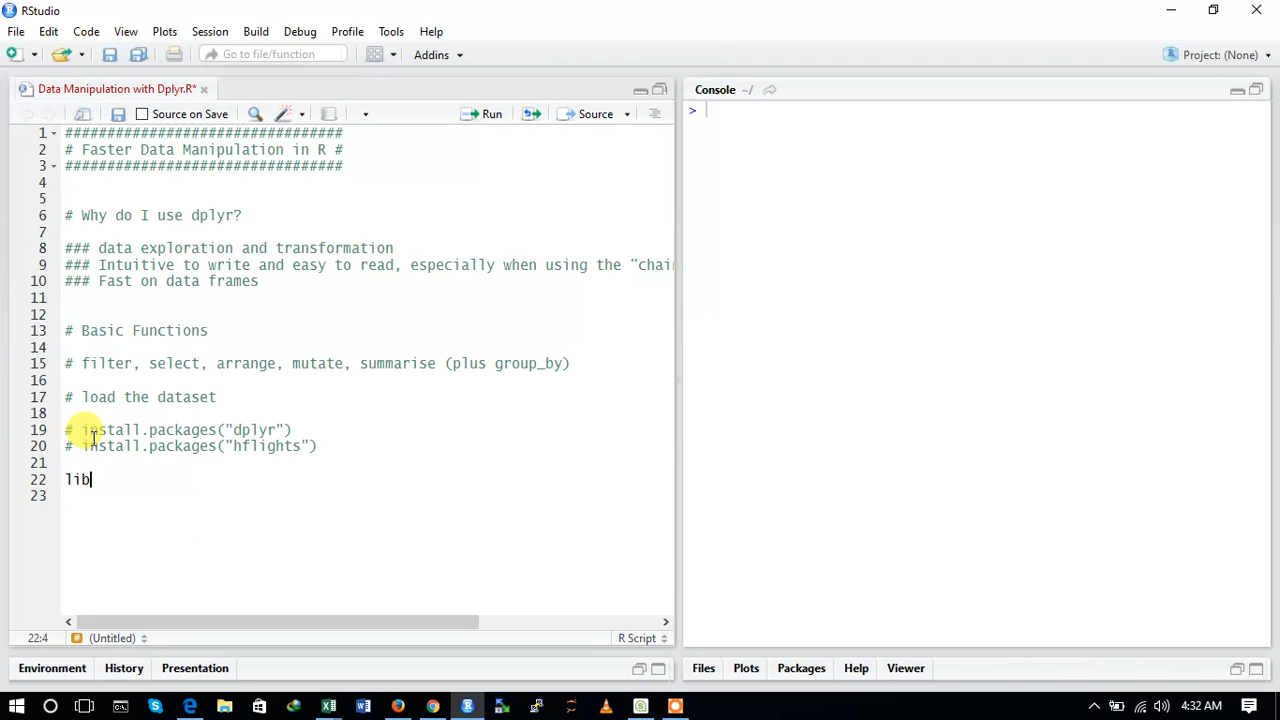 RStudio
File Edit Code View Plots Session Build Debug Profile Tools Help
Go to file/function Addins Project: (None)
Data Manipulation with Dplyr.R*
Source on Save Run Source
1 ################################
2 # Faster Data Manipulation in R #
3 ################################
4
5
6 # Why do I use dplyr?
7
8 ### data exploration and transformation
9 ### Intuitive to write and easy to read, especially when using the “chai
10 ### Fast on data frames
11
12
13 # Basic Functions
14
15 # filter, select, arrange, mutate, summarise (plus group_by)
16
17 # load the dataset
18
19 # install.packages("dplyr")
20 # install.packages("hflights")
21
22 lib
23
22:4 (Untitled) R Script
Environment History Presentation
Console ~/
>
Files Plots Packages Help Viewer
4:32 AM